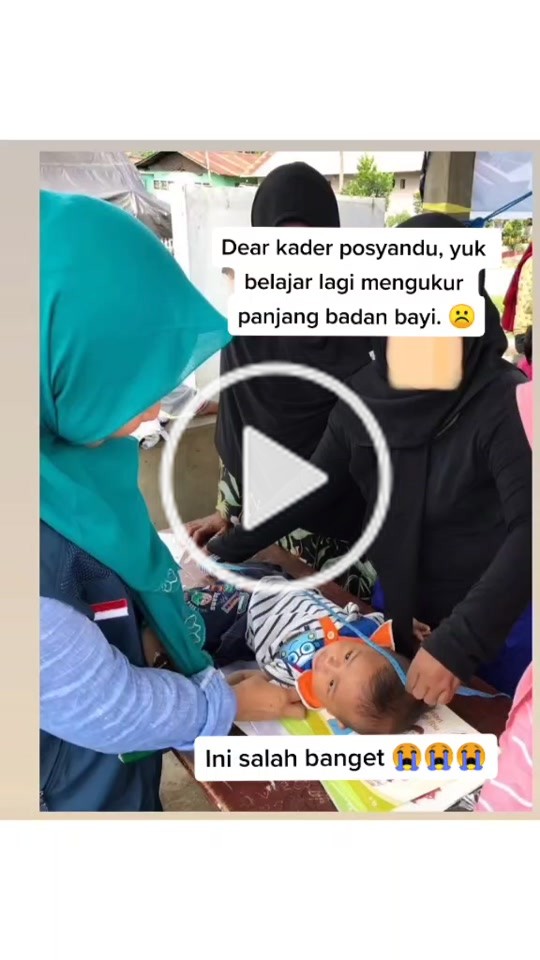 Dear kader posyandu, yuk
belajar lagi mengukur
panjang badan bayi. ☹️
Ini salah banget 😭😭😭